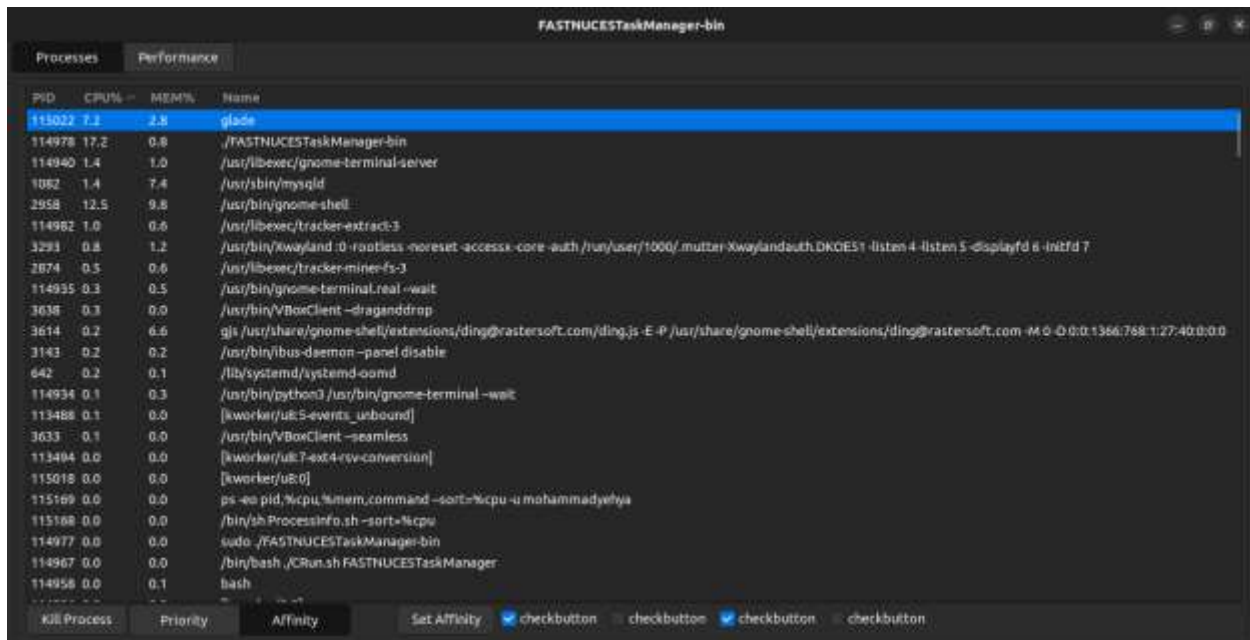 FASTNUCESTaskManager-bin
Processes Performance
PID CPU% MEM% Name
115022 7.2 2.8 glade
114978 17.2 0.8 ./FASTNUCESTaskManager-bin
114940 1.4 1.0 /usr/libexec/gnome-terminal-server
1082 1.4 7.4 /usr/sbin/mysqld
2958 12.5 9.8 /usr/bin/gnome-shell
114982 1.0 0.6 /usr/libexec/tracker-extract-3
3293 0.8 1.2 /usr/bin/Xwayland :0 -rootless -noreset -accessx -core -auth /run/user/1000/.mutter-Xwaylandauth.DKOES1 -listen 4 -listen 5 -displayfd 6 -initfd 7
2874 0.5 0.6 /usr/libexec/tracker-miner-fs-3
114935 0.3 0.5 /usr/bin/gnome-terminal.real --wait
3638 0.3 0.0 /usr/bin/VBoxClient --draganddrop
3614 0.2 6.6 gjs /usr/share/gnome-shell/extensions/ding@rastersoft.com/ding.js -E -P /usr/share/gnome-shell/extensions/ding@rastersoft.com -M 0 -D 0:0:1366:768:1:27:40:0:0:0
3143 0.2 0.2 /usr/bin/ibus-daemon --panel disable
642 0.2 0.1 /lib/systemd/systemd-oomd
114934 0.1 0.3 /usr/bin/python3 /usr/bin/gnome-terminal --wait
113488 0.1 0.0 [kworker/u8:5-events_unbound]
3633 0.1 0.0 /usr/bin/VBoxClient --seamless
113494 0.0 0.0 [kworker/u8:7-ext4-rsv-conversion]
115018 0.0 0.0 [kworker/u8:0]
115169 0.0 0.0 ps -eo pid,%cpu,%mem,command --sort=%cpu -u mohammadyehya
115168 0.0 0.0 /bin/sh ProcessInfo.sh --sort=%cpu
114977 0.0 0.0 sudo ./FASTNUCESTaskManager-bin
114967 0.0 0.0 /bin/bash ./CRun.sh FASTNUCESTaskManager
114958 0.0 0.1 bash
Kill Process Priority Affinity Set Affinity checkbutton checkbutton checkbutton checkbutton